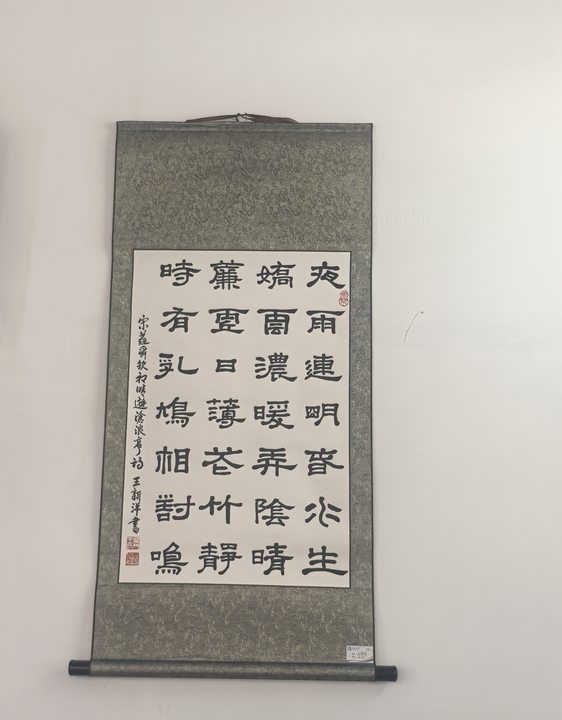 夜雨連明春水生
嬌雲濃暖弄陰晴
簾虛日薄花竹靜
時有乳鳩相對鳴
宋蘇舜欽初晴遊滄浪亭詩 王新洋書